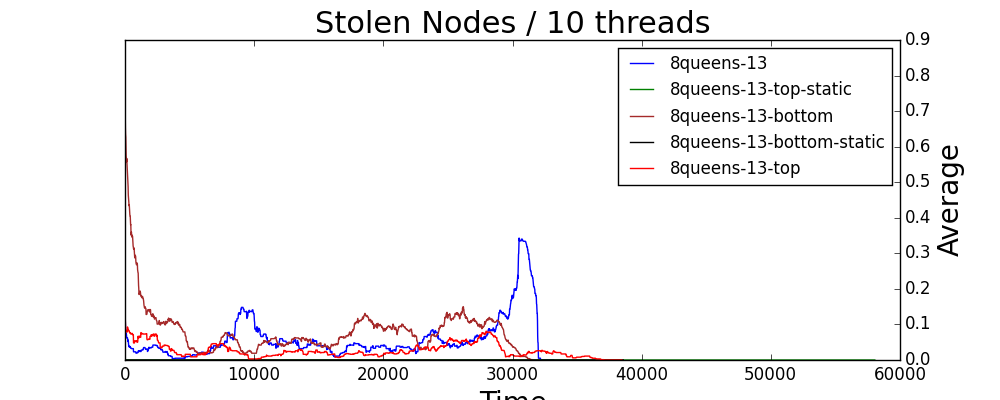 Stolen Nodes / 10 threads
8queens-13
8queens-13-top-static
8queens-13-bottom
8queens-13-bottom-static
8queens-13-top
0.9
0.8
0.7
0.6
0.5
0.4
0.3
0.2
0.1
0.0
Average
0 10000 20000 30000 40000 50000 60000
Time